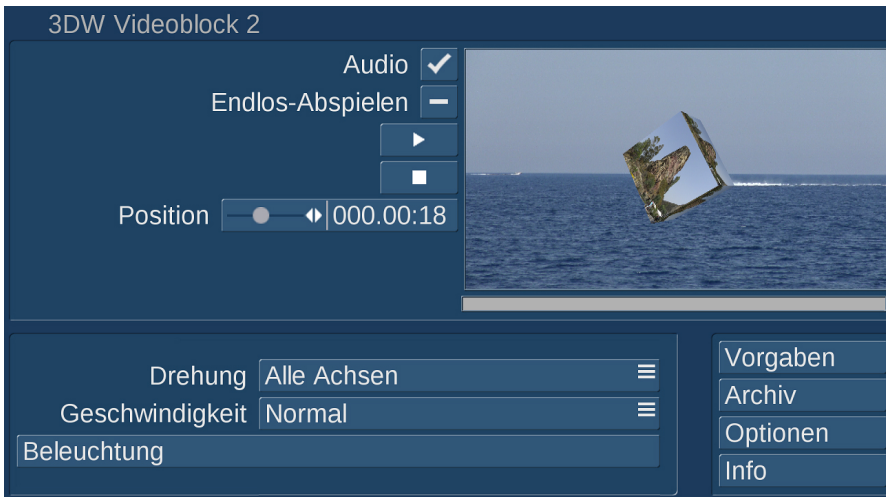 3DW Videoblock 2
Audio
Endlos-Abspielen
Position 000.00:18
Drehung Alle Achsen
Geschwindigkeit Normal
Beleuchtung
Vorgaben
Archiv
Optionen
Info